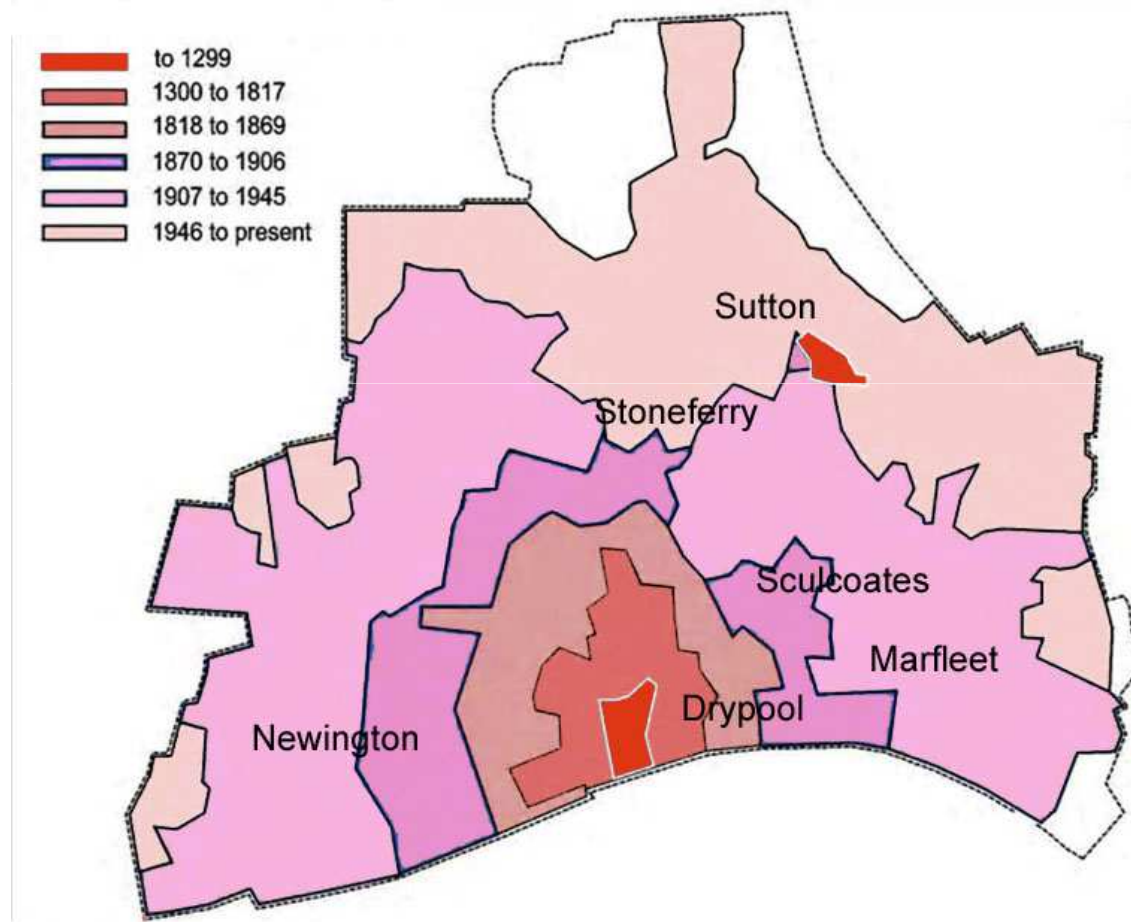 to 1299
1300 to 1817
1818 to 1869
1870 to 1906
1907 to 1945
1946 to present
Sutton
Stoneferry
Sculcoates
Marfleet
Drypool
Newington